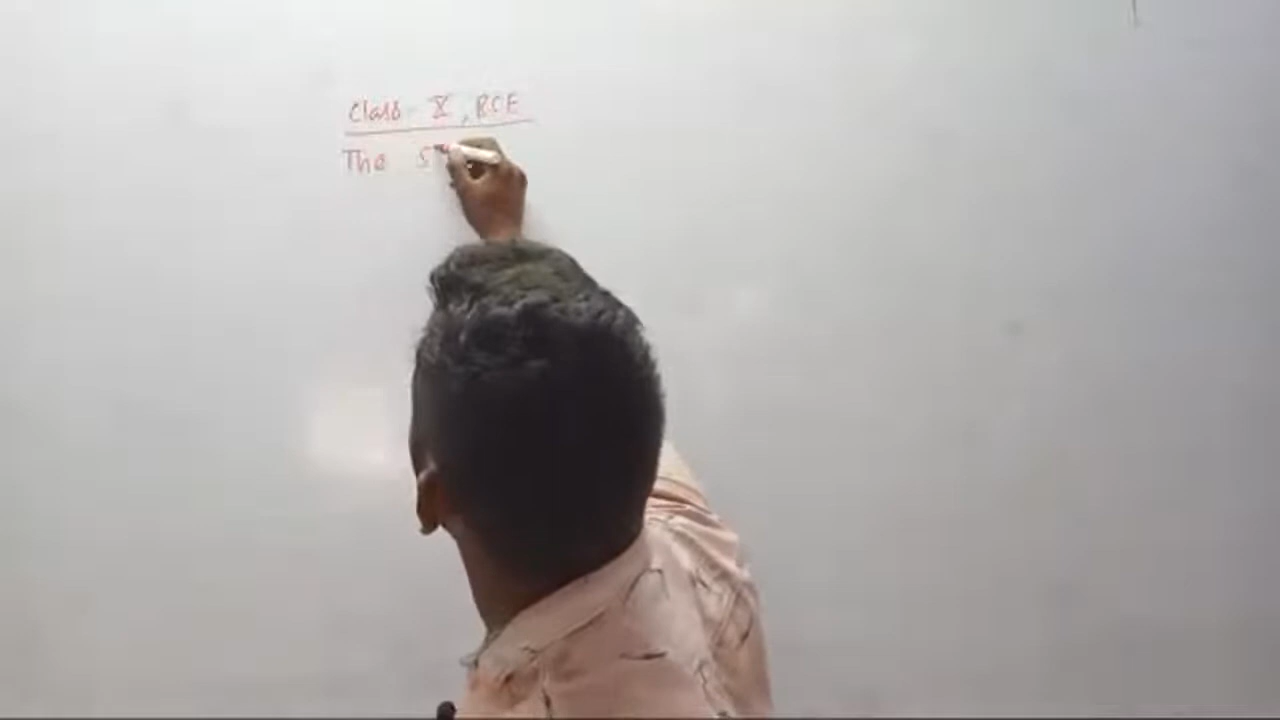 Class - X, BCE
The